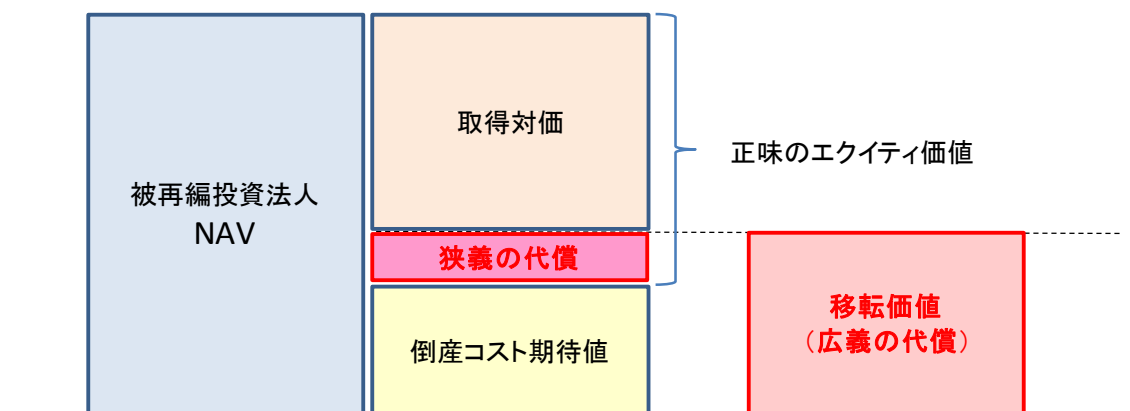 被再編投資法人
NAV
取得対価
狭義の代償
倒産コスト期待値
正味のエクイティ価値
移転価値
（広義の代償）